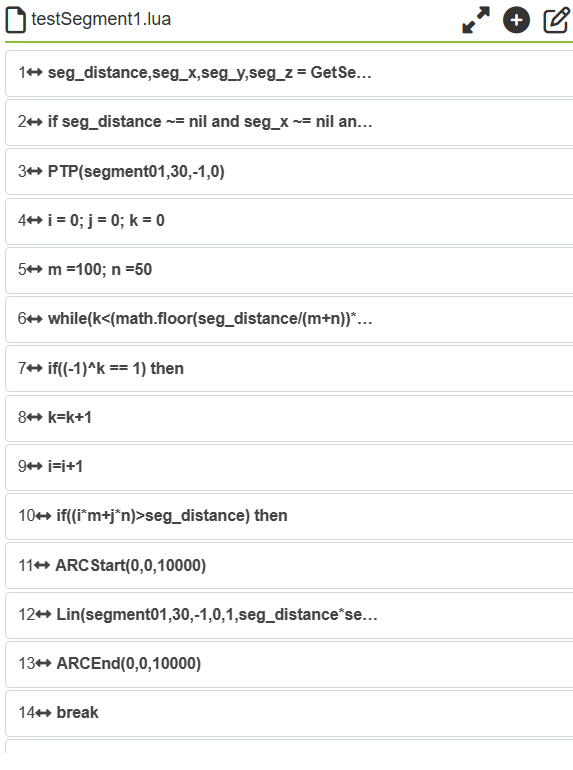 testSegment1.lua
1 seg_distance,seg_x,seg_y,seg_z = GetSe...
2 if seg_distance ~= nil and seg_x ~= nil an...
3 PTP(segment01,30,-1,0)
4 i = 0; j = 0; k = 0
5 m =100; n =50
6 while(k<(math.floor(seg_distance/(m+n))*...
7 if((-1)^k == 1) then
8 k=k+1
9 i=i+1
10 if((i*m+j*n)>seg_distance) then
11 ARCStart(0,0,10000)
12 Lin(segment01,30,-1,0,1,seg_distance*se...
13 ARCEnd(0,0,10000)
14 break